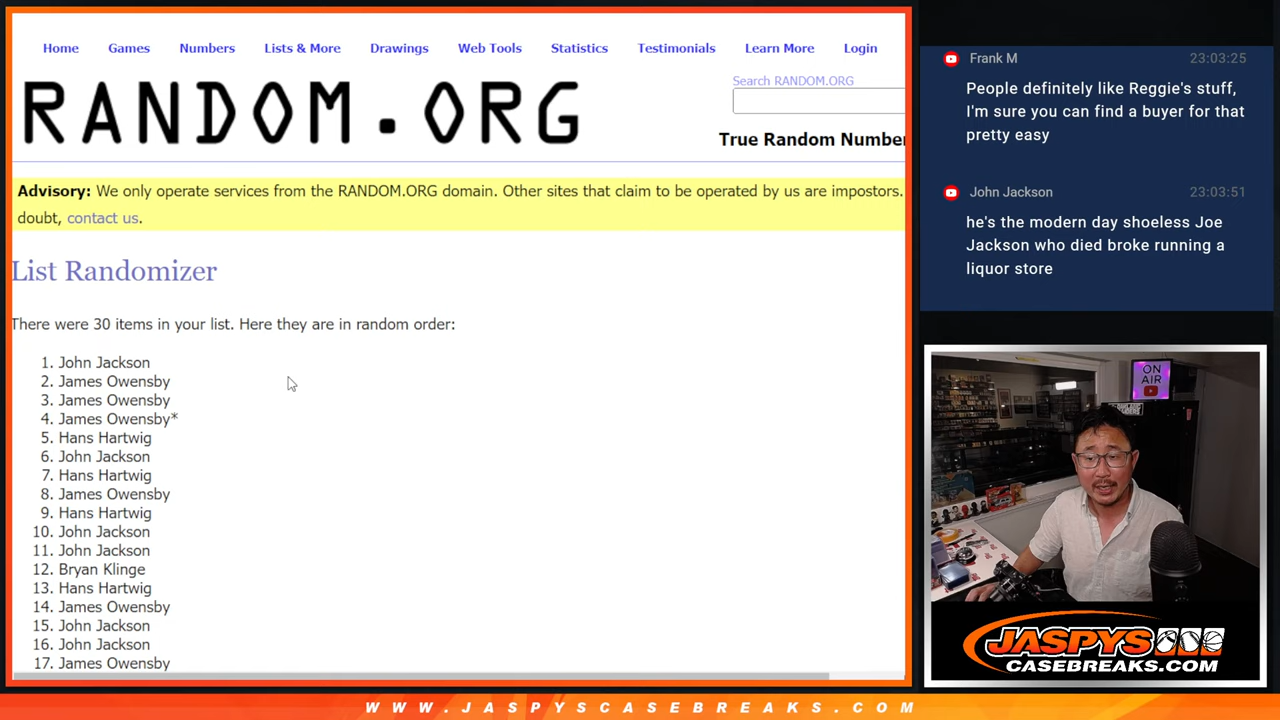 Home Games Numbers Lists & More Drawings Web Tools Statistics Testimonials Learn More Login
RANDOM.ORG
Search RANDOM.ORG
True Random Number
Advisory: We only operate services from the RANDOM.ORG domain. Other sites that claim to be operated by us are impostors.
doubt, contact us.
List Randomizer
There were 30 items in your list. Here they are in random order:
1. John Jackson
2. James Owensby
3. James Owensby
4. James Owensby*
5. Hans Hartwig
6. John Jackson
7. Hans Hartwig
8. James Owensby
9. Hans Hartwig
10. John Jackson
11. John Jackson
12. Bryan Klinge
13. Hans Hartwig
14. James Owensby
15. John Jackson
16. John Jackson
17. James Owensby
Frank M 23:03:25
People definitely like Reggie's stuff,
I'm sure you can find a buyer for that
pretty easy
John Jackson 23:03:51
he's the modern day shoeless Joe
Jackson who died broke running a
liquor store
ON
AIR
JASPYS
CASEBREAKS.COM
WWW.JASPYSCASEBREAKS.COM